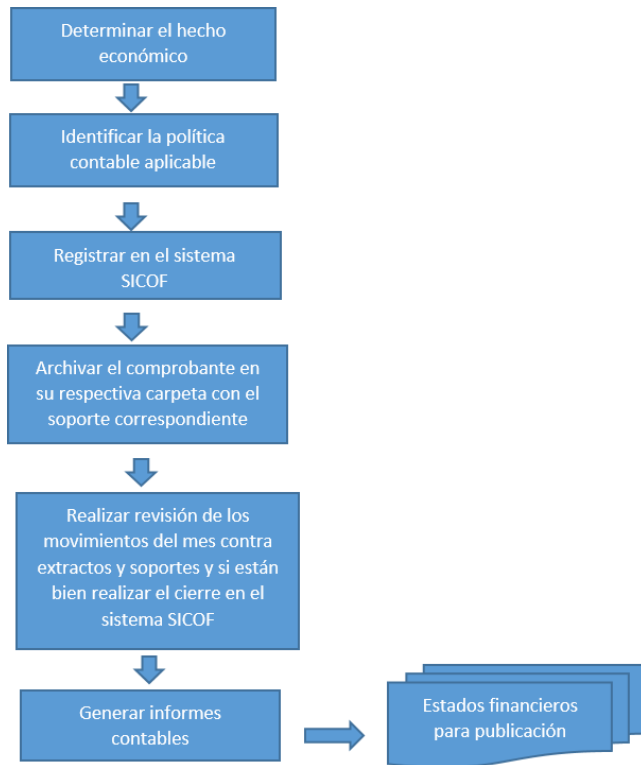 Determinar el hecho
económico
Identificar la política
contable aplicable
Registrar en el sistema
SICOF
Archivar el comprobante en
su respectiva carpeta con el
soporte correspondiente
Realizar revisión de los
movimientos del mes contra
extractos y soportes y si están
bien realizar el cierre en el
sistema SICOF
Generar informes
contables
Estados financieros
para publicación